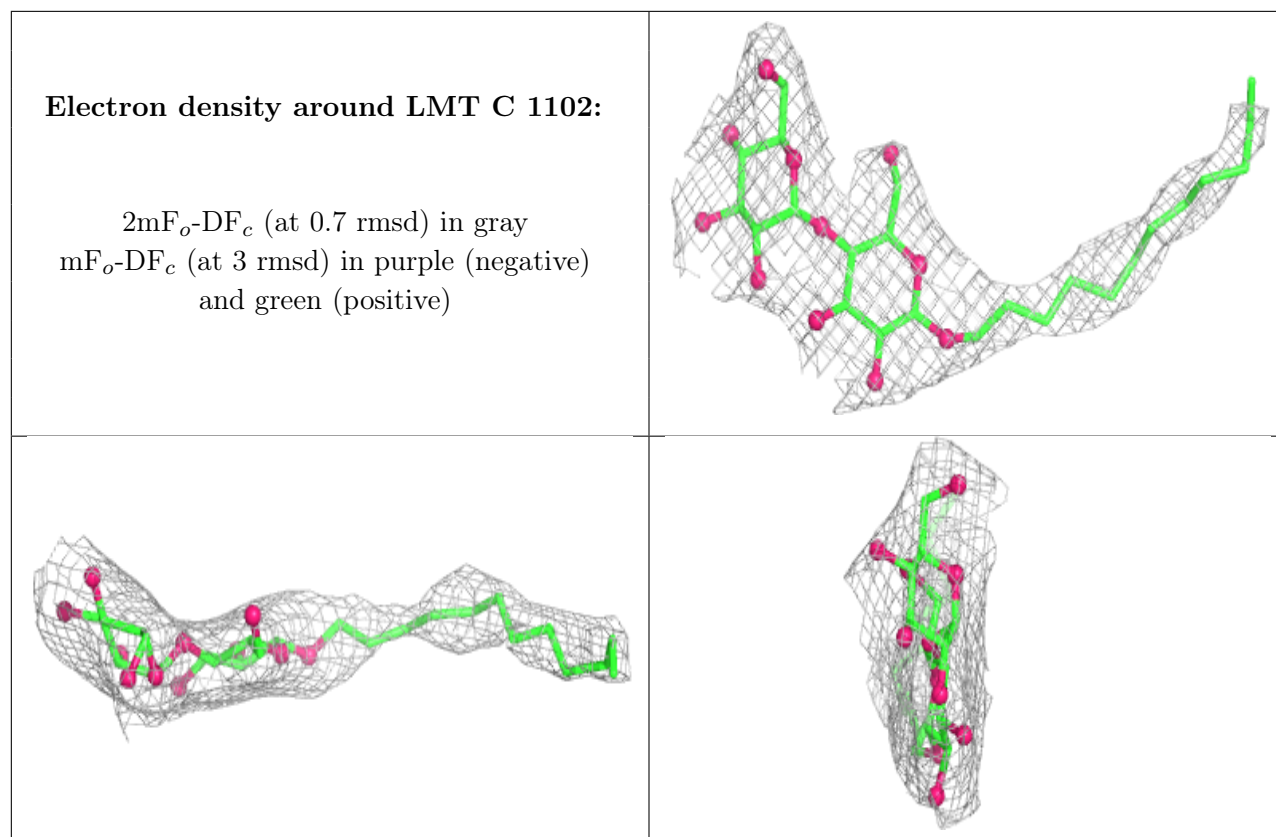 Electron density around LMT C 1102:
2mFₒ-DF𝑐 (at 0.7 rmsd) in gray
mFₒ-DF𝑐 (at 3 rmsd) in purple (negative)
and green (positive)